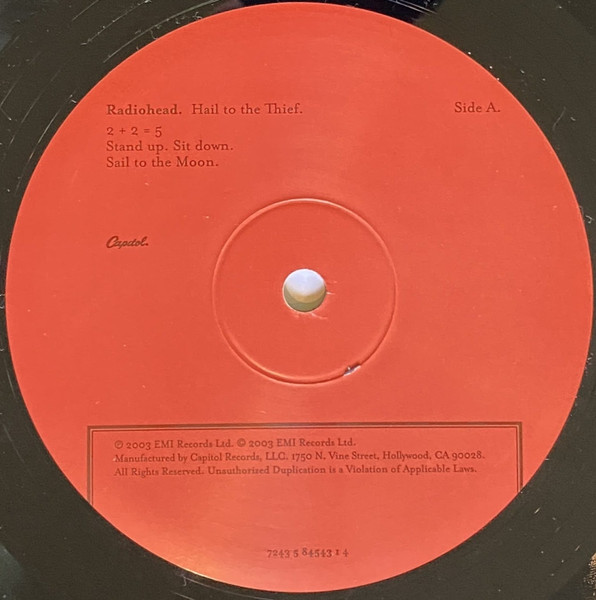 Radiohead. Hail to the Thief. Side A.
2 + 2 = 5
Stand up. Sit down.
Sail to the Moon.
Capitol.
℗ 2003 EMI Records Ltd. © 2003 EMI Records Ltd.
Manufactured by Capitol Records, LLC. 1750 N. Vine Street, Hollywood, CA 90028.
All Rights Reserved. Unauthorized Duplication is a Violation of Applicable Laws.
7243 5 84543 1 4